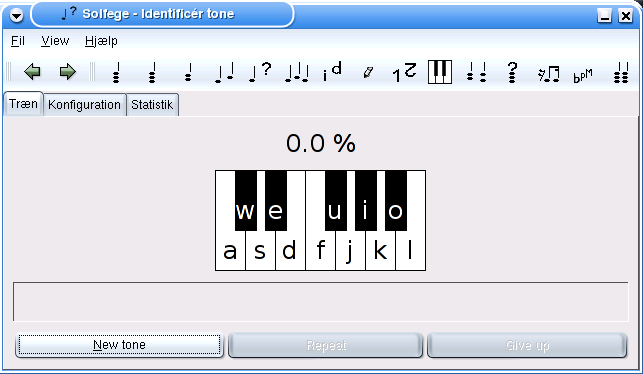 Solfege - Identificér tone
Fil View Hjælp
Træn Konfiguration Statistik
0.0 %
w e u i o
a s d f j k l
New tone Repeat Give up